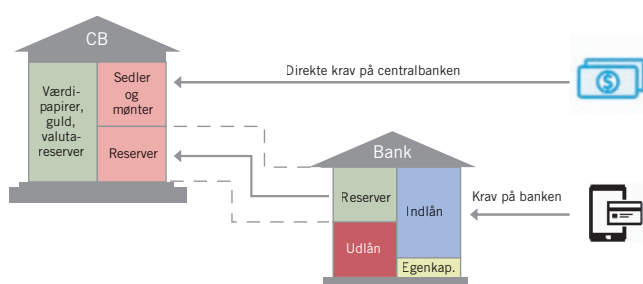 CB
Værdi-
papirer,
guld,
valuta-
reserver
Sedler
og
mønter
Reserver
Direkte krav på centralbanken
$
Bank
Reserver
Indlån
Udlån
Egenkap.
Krav på banken